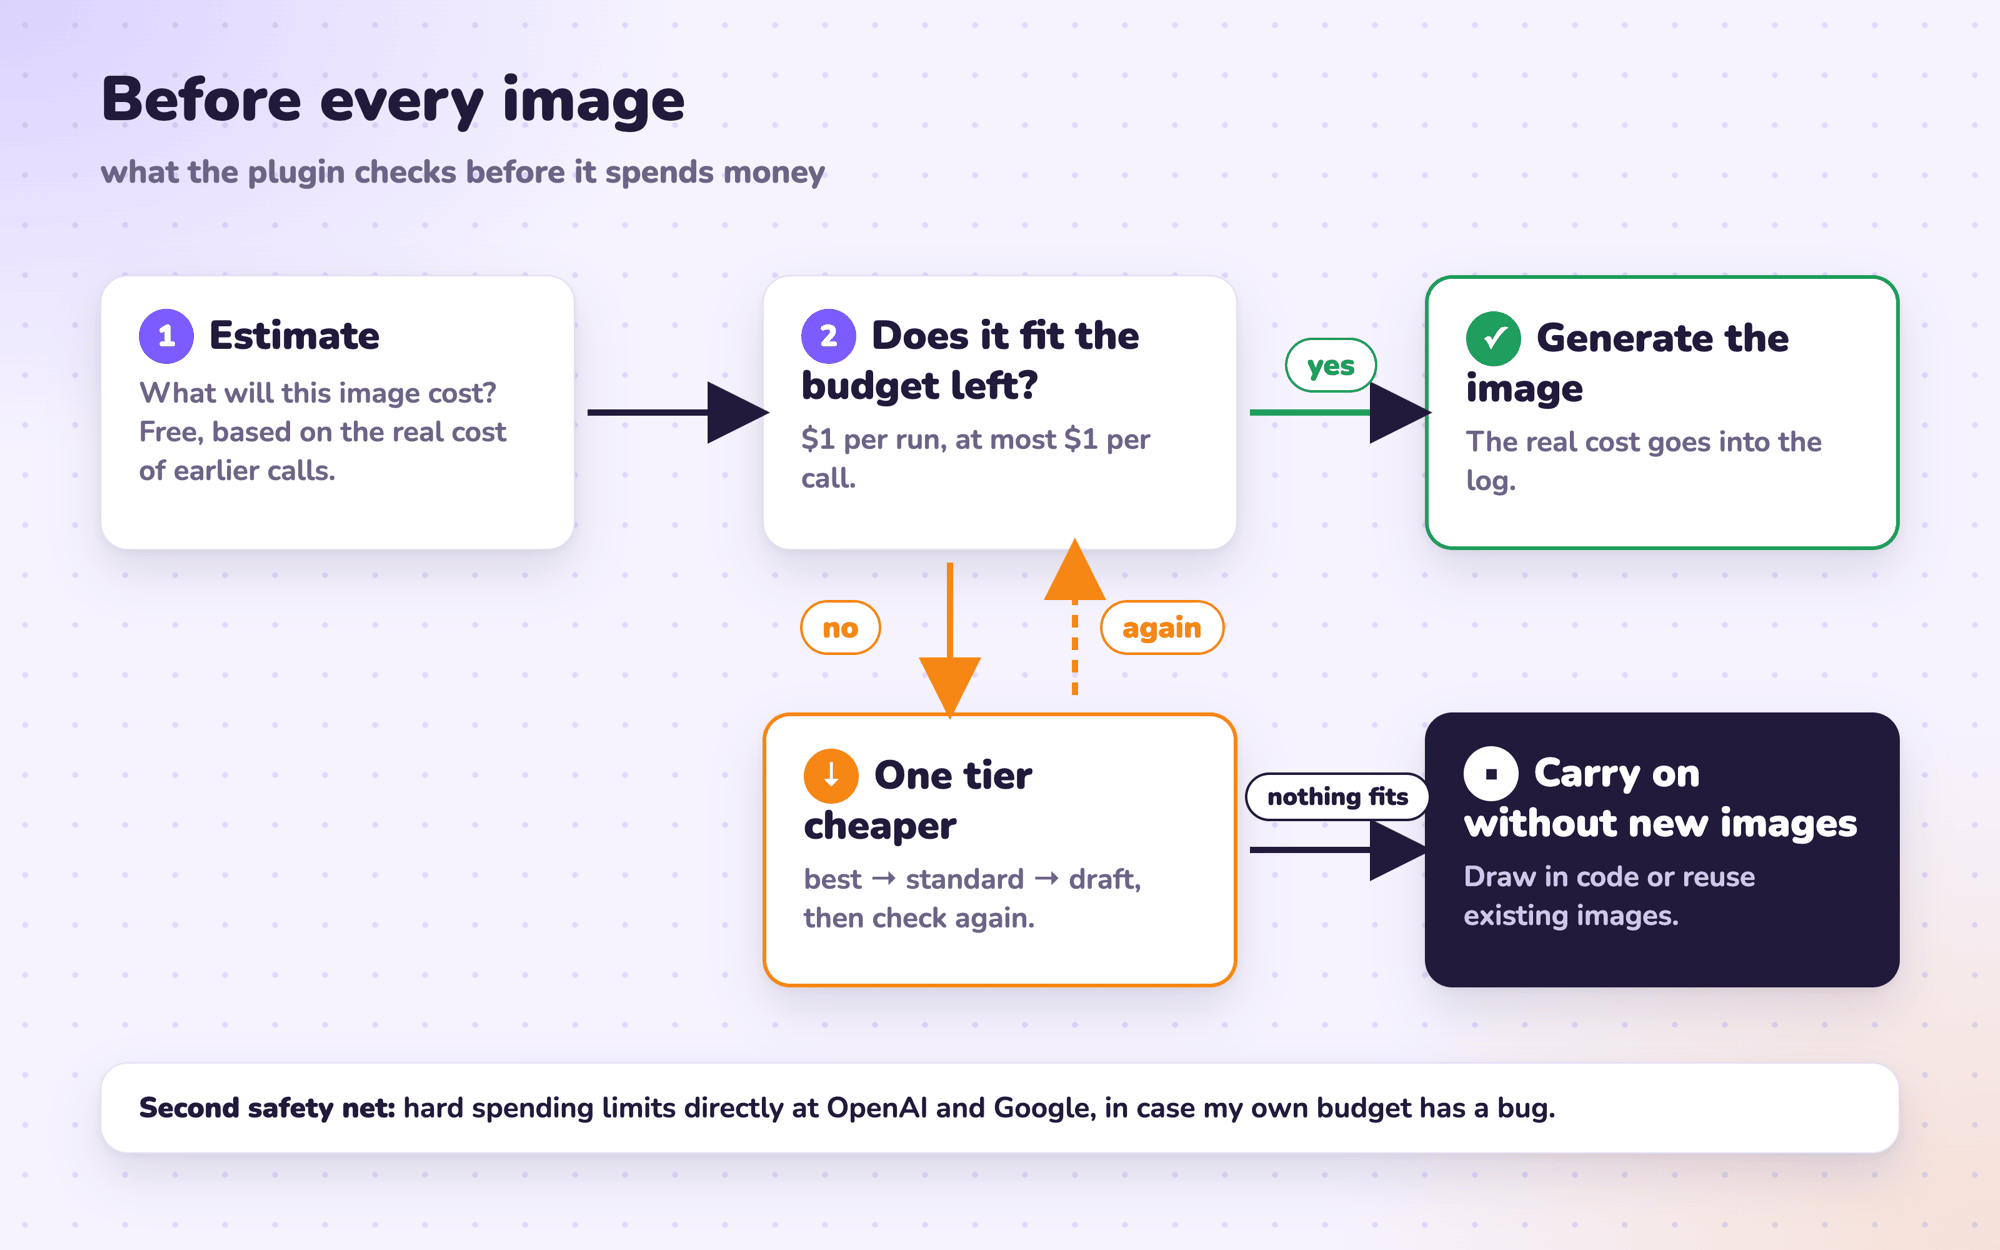 Before every image
what the plugin checks before it spends money
1 Estimate
What will this image cost?
Free, based on the real cost
of earlier calls.
2 Does it fit the
budget left?
$1 per run, at most $1 per
call.
yes
✓ Generate the
image
The real cost goes into the
log.
no
again
↓ One tier
cheaper
best → standard → draft,
then check again.
nothing fits
▪ Carry on
without new images
Draw in code or reuse
existing images.
Second safety net: hard spending limits directly at OpenAI and Google, in case my own budget has a bug.